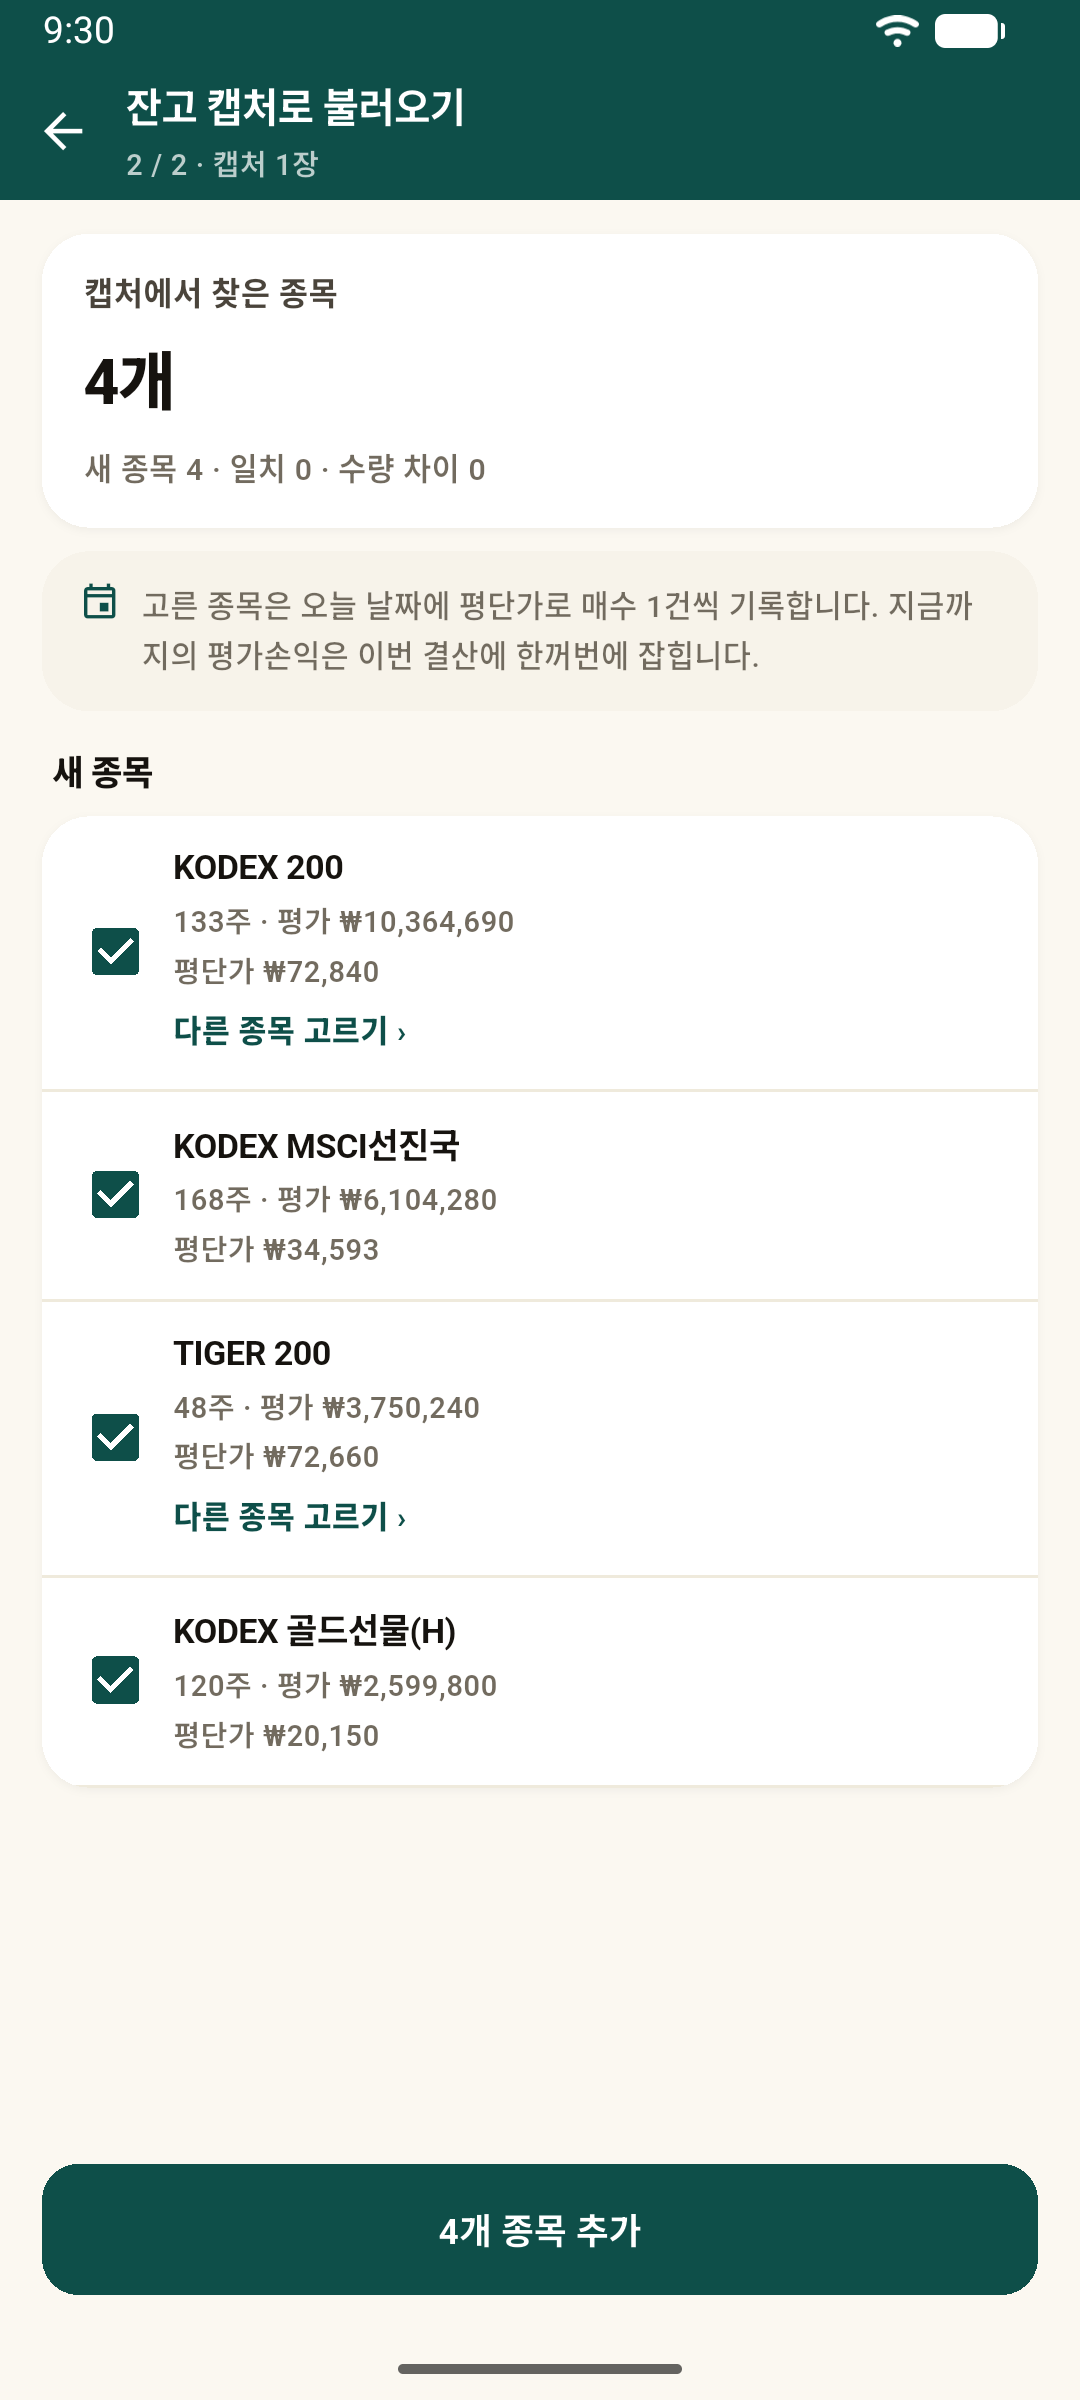 9:30
잔고 캡처로 불러오기
2 / 2 · 캡처 1장
캡처에서 찾은 종목
4개
새 종목 4 · 일치 0 · 수량 차이 0
고른 종목은 오늘 날짜에 평단가로 매수 1건씩 기록합니다. 지금까
지의 평가손익은 이번 결산에 한꺼번에 잡힙니다.
새 종목
KODEX 200
133주 · 평가 ₩10,364,690
평단가 ₩72,840
다른 종목 고르기 ›
KODEX MSCI선진국
168주 · 평가 ₩6,104,280
평단가 ₩34,593
TIGER 200
48주 · 평가 ₩3,750,240
평단가 ₩72,660
다른 종목 고르기 ›
KODEX 골드선물(H)
120주 · 평가 ₩2,599,800
평단가 ₩20,150
4개 종목 추가